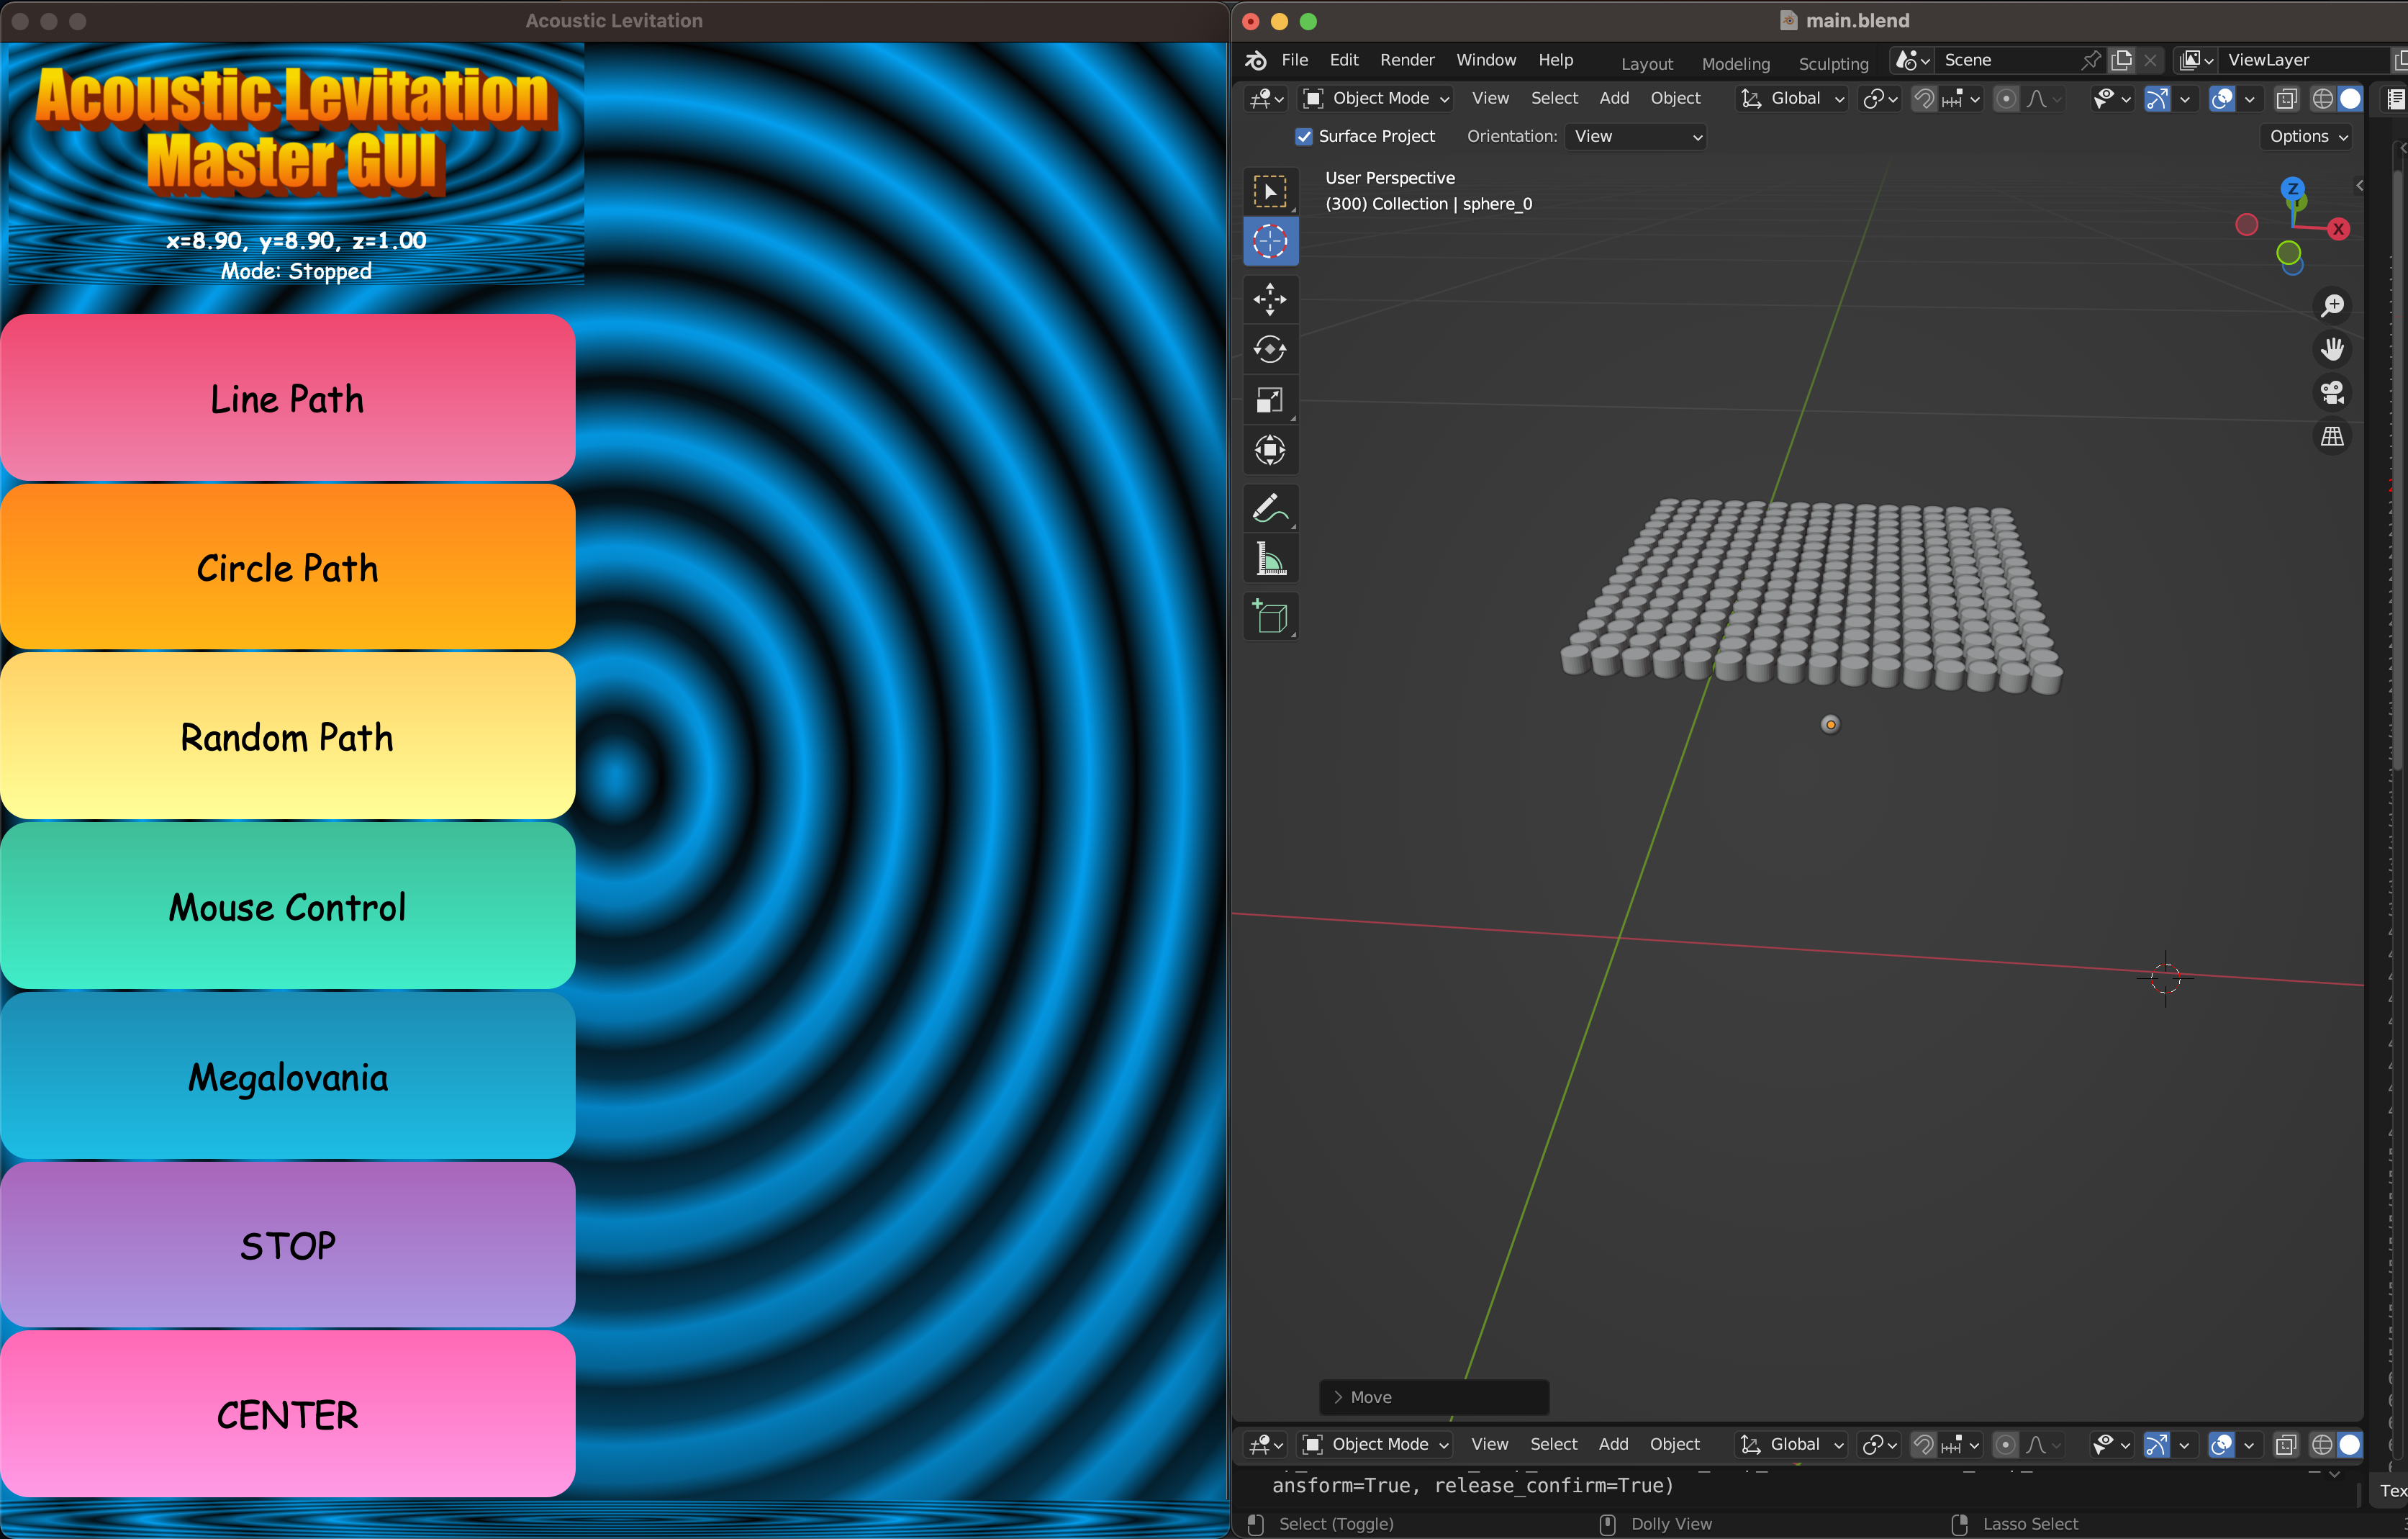 Acoustic Levitation
Acoustic Levitation
Master GUI
x=8.90, y=8.90, z=1.00
Mode: Stopped
Line Path
Circle Path
Random Path
Mouse Control
Megalovania
STOP
CENTER
main.blend
File Edit Render Window Help Layout Modeling Sculpting Scene ViewLayer
Object Mode View Select Add Object Global
Surface Project Orientation: View Options
User Perspective
(300) Collection | sphere_0
Z
X
Move
Object Mode View Select Add Object Global
ansform=True, release_confirm=True)
Select (Toggle) Dolly View Lasso Select